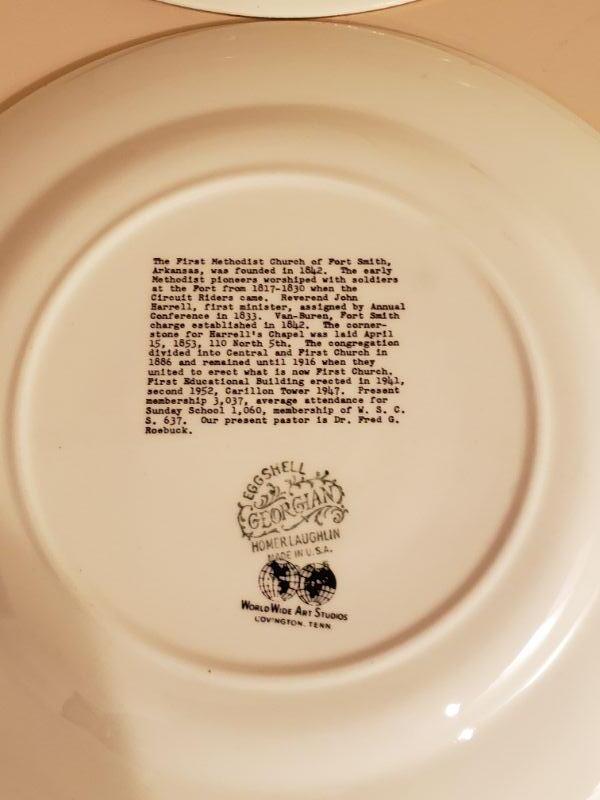 The First Methodist Church of Fort Smith,
Arkansas, was founded in 1842. The early
Methodist pioneers worshiped with soldiers
at the Fort from 1817-1830 when the
Circuit Riders came. Reverend John
Harrell, first minister, assigned by Annual
Conference in 1833. Van-Buren, Fort Smith
charge established in 1842. The corner-
stone for Harrell's Chapel was laid April
15, 1853, 110 North 5th. The congregation
divided into Central and First Church in
1886 and remained until 1916 when they
united to erect what is now First Church.
First Educational Building erected in 1941,
second 1952, Carillon Tower 1947. Present
membership 3,037, average attendance for
Sunday School 1,060, membership of W. S. C.
S. 637. Our present pastor is Dr. Fred G.
Roebuck.
EGGSHELL
GEORGIAN
HOMER LAUGHLIN
MADE IN U.S.A.
WORLD WIDE ART STUDIOS
COVINGTON, TENN